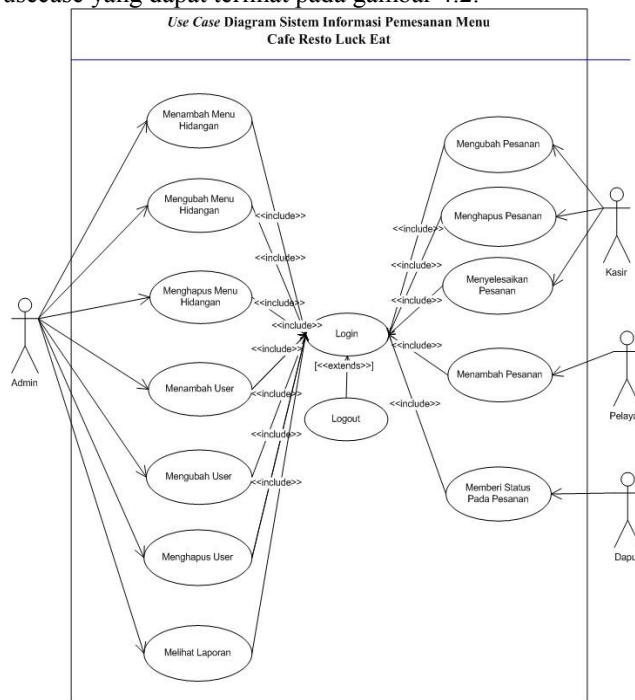 usecase yang dapat terlihat pada gambar 4.2.
Use Case Diagram Sistem Informasi Pemesanan Menu
Cafe Resto Luck Eat
Menambah Menu
Hidangan
Mengubah Menu
Hidangan
Menghapus Menu
Hidangan
Menambah User
Mengubah User
Menghapus User
Melihat Laporan
Admin
<<include>>
<<include>>
<<include>>
<<include>>
<<include>>
<<include>>
<<include>>
<<include>>
Login
[<<extends>>]
Logout
<<include>>
<<include>>
<<include>>
<<include>>
<<include>>
Mengubah Pesanan
Menghapus Pesanan
Menyelesaikan
Pesanan
Menambah Pesanan
Memberi Status
Pada Pesanan
Kasir
Pelaya
Dapu